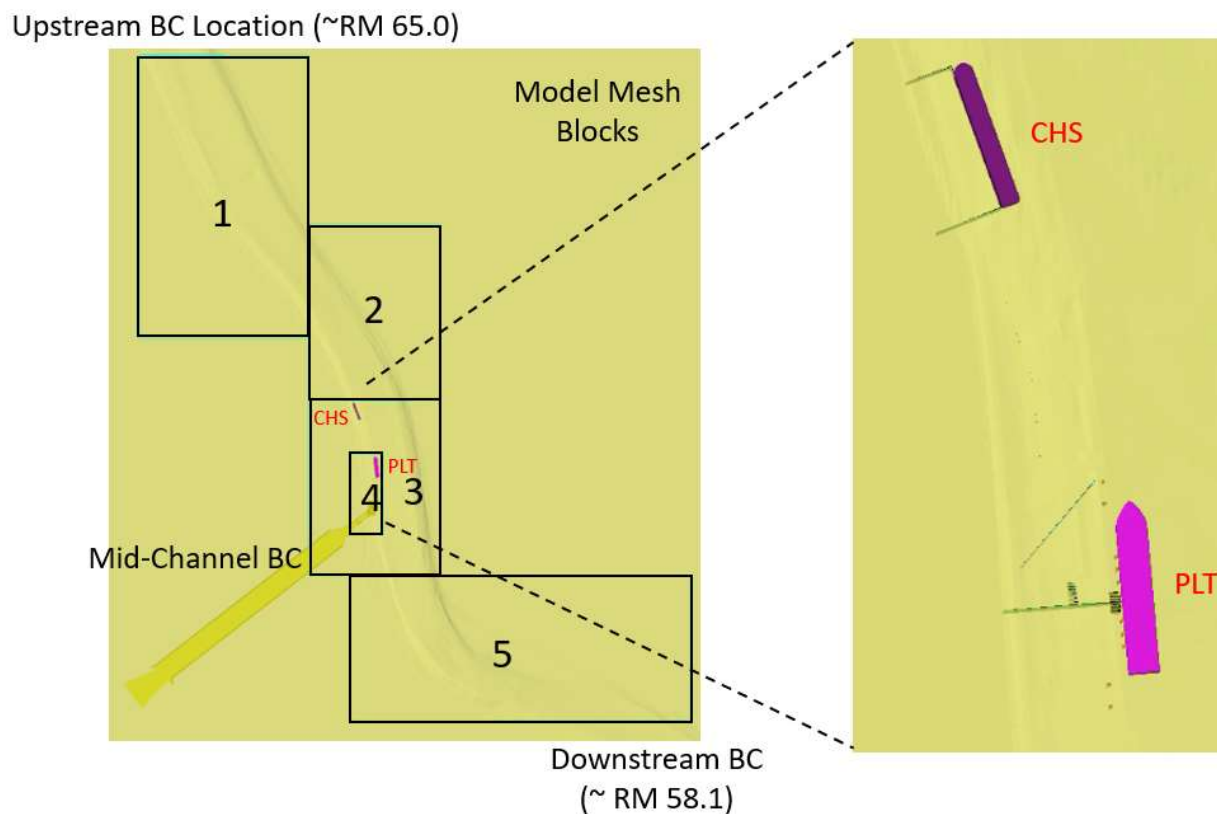 Upstream BC Location (~RM 65.0)
Model Mesh
Blocks
1
2
CHS
PLT
4
3
Mid-Channel BC
5
Downstream BC
(~ RM 58.1)
CHS
PLT